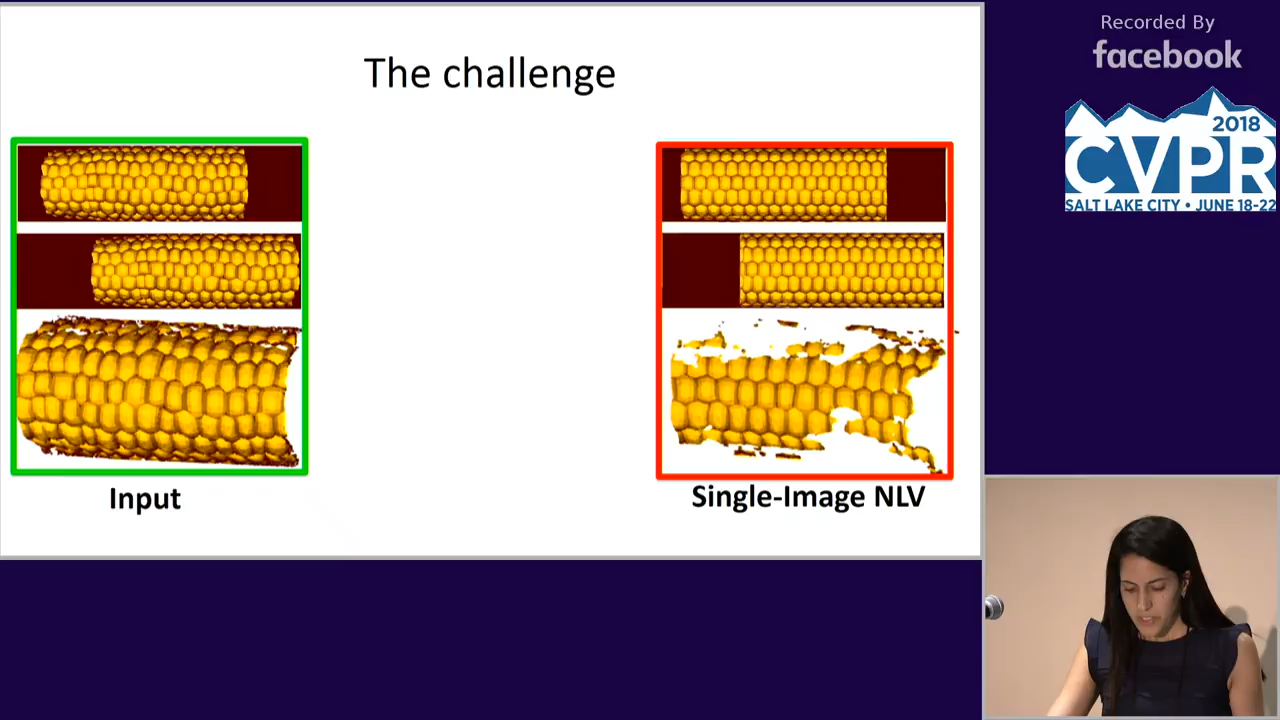 The challenge
Input
Single-Image NLV
Recorded By
facebook
2018
CVPR
SALT LAKE CITY • JUNE 18-22